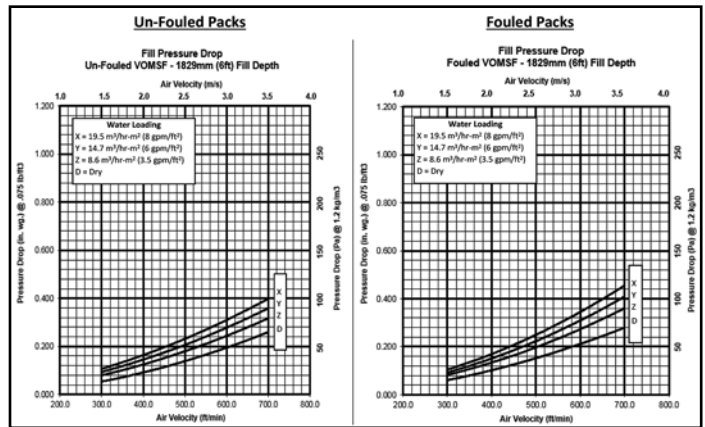 Un-Fouled Packs
Fill Pressure Drop
Un-Fouled VOMSF - 1829mm (6ft) Fill Depth
Air Velocity (m/s)
1.0 1.5 2.0 2.5 3.0 3.5 4.0
Water Loading
X = 19.5 m³/hr-m² (8 gpm/ft²)
Y = 14.7 m³/hr-m² (6 gpm/ft²)
Z = 8.6 m³/hr-m² (3.5 gpm/ft²)
D = Dry
Pressure Drop (in. wg.) @ .075 lb/ft3
1.200
1.000
0.800
0.600
0.400
0.200
0.000
Pressure Drop (Pa) @ 1.2 kg/m3
250
200
150
100
50
X
Y
Z
D
200.0 300.0 400.0 500.0 600.0 700.0 800.0
Air Velocity (ft/min)
Fouled Packs
Fill Pressure Drop
Fouled VOMSF - 1829mm (6ft) Fill Depth
Air Velocity (m/s)
1.0 1.5 2.0 2.5 3.0 3.5 4.0
Water Loading
X = 19.5 m³/hr-m² (8 gpm/ft²)
Y = 14.7 m³/hr-m² (6 gpm/ft²)
Z = 8.6 m³/hr-m² (3.5 gpm/ft²)
D = Dry
Pressure Drop (in. wg.) @ .075 lb/ft3
1.200
1.000
0.800
0.600
0.400
0.200
0.000
Pressure Drop (Pa) @ 1.2 kg/m3
250
200
150
100
50
X
Y
Z
D
200.0 300.0 400.0 500.0 600.0 700.0 800.0
Air Velocity (ft/min)